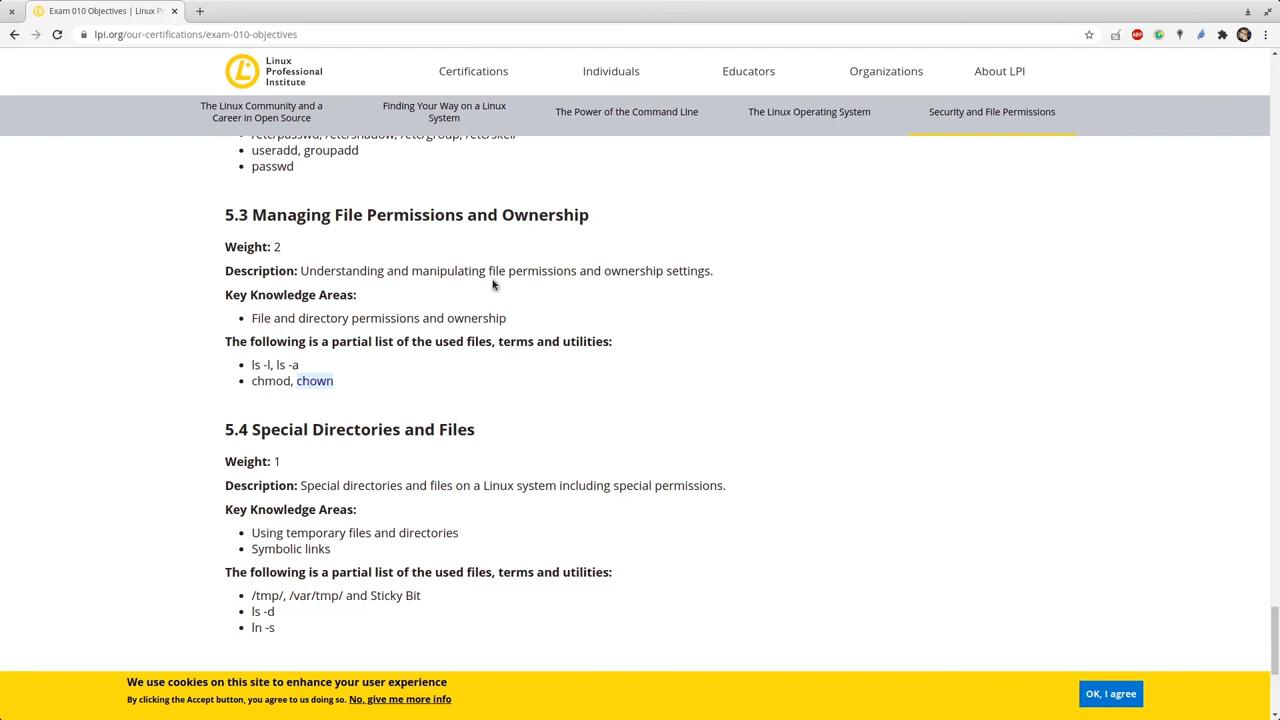 Exam 010 Objectives | Linux P
lpi.org/our-certifications/exam-010-objectives
ABP
Linux
Professional
Institute
Certifications
Individuals
Educators
Organizations
About LPI
The Linux Community and a
Career in Open Source
Finding Your Way on a Linux
System
The Power of the Command Line
The Linux Operating System
Security and File Permissions
/etc/passwd, /etc/shadow, /etc/group, /etc/skel/
useradd, groupadd
passwd
5.3 Managing File Permissions and Ownership
Weight: 2
Description: Understanding and manipulating file permissions and ownership settings.
Key Knowledge Areas:
File and directory permissions and ownership
The following is a partial list of the used files, terms and utilities:
ls -l, ls -a
chmod, chown
5.4 Special Directories and Files
Weight: 1
Description: Special directories and files on a Linux system including special permissions.
Key Knowledge Areas:
Using temporary files and directories
Symbolic links
The following is a partial list of the used files, terms and utilities:
/tmp/, /var/tmp/ and Sticky Bit
ls -d
ln -s
We use cookies on this site to enhance your user experience
By clicking the Accept button, you agree to us doing so. No, give me more info
OK, I agree